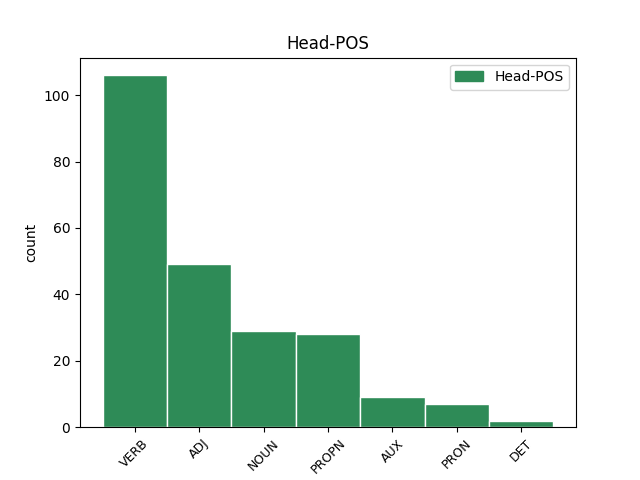 Head-POS
Head-POS
100
80
60
40
20
0
count
VERB
ADJ
NOUN
PROPN
AUX
PRON
DET